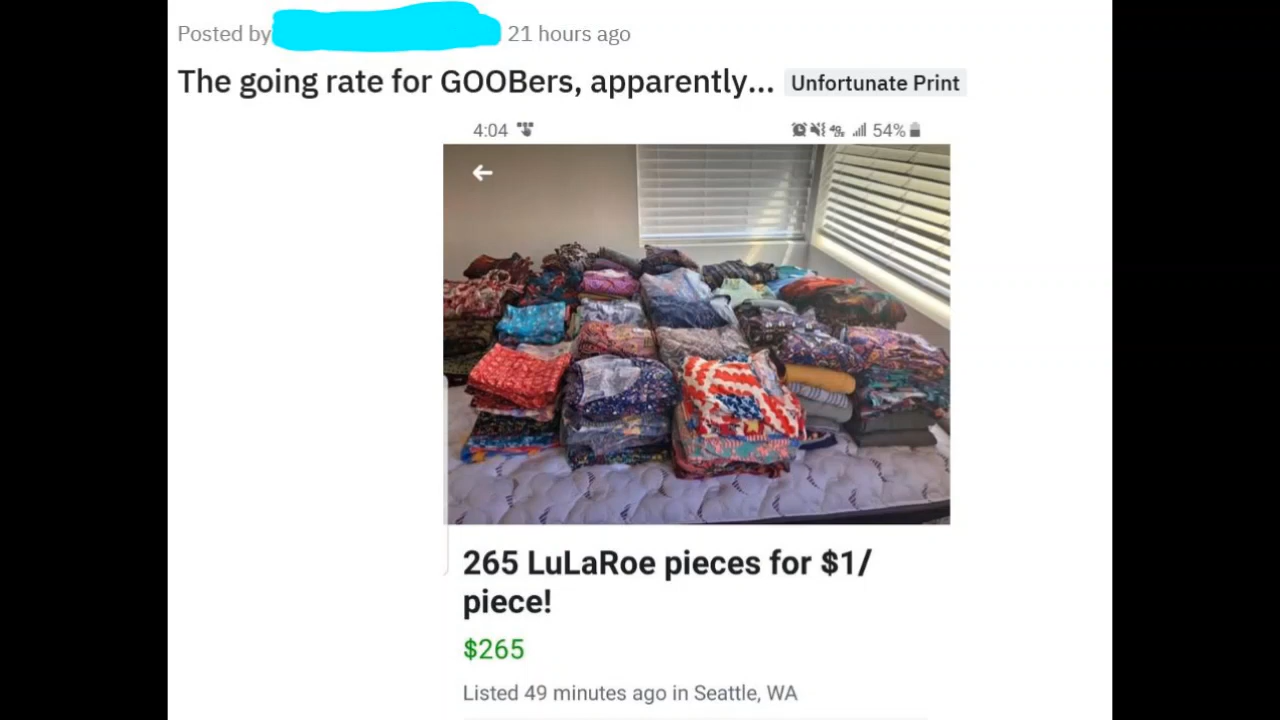 Posted by 21 hours ago
The going rate for GOOBers, apparently... Unfortunate Print
4:04 54%
265 LuLaRoe pieces for $1/
piece!
$265
Listed 49 minutes ago in Seattle, WA